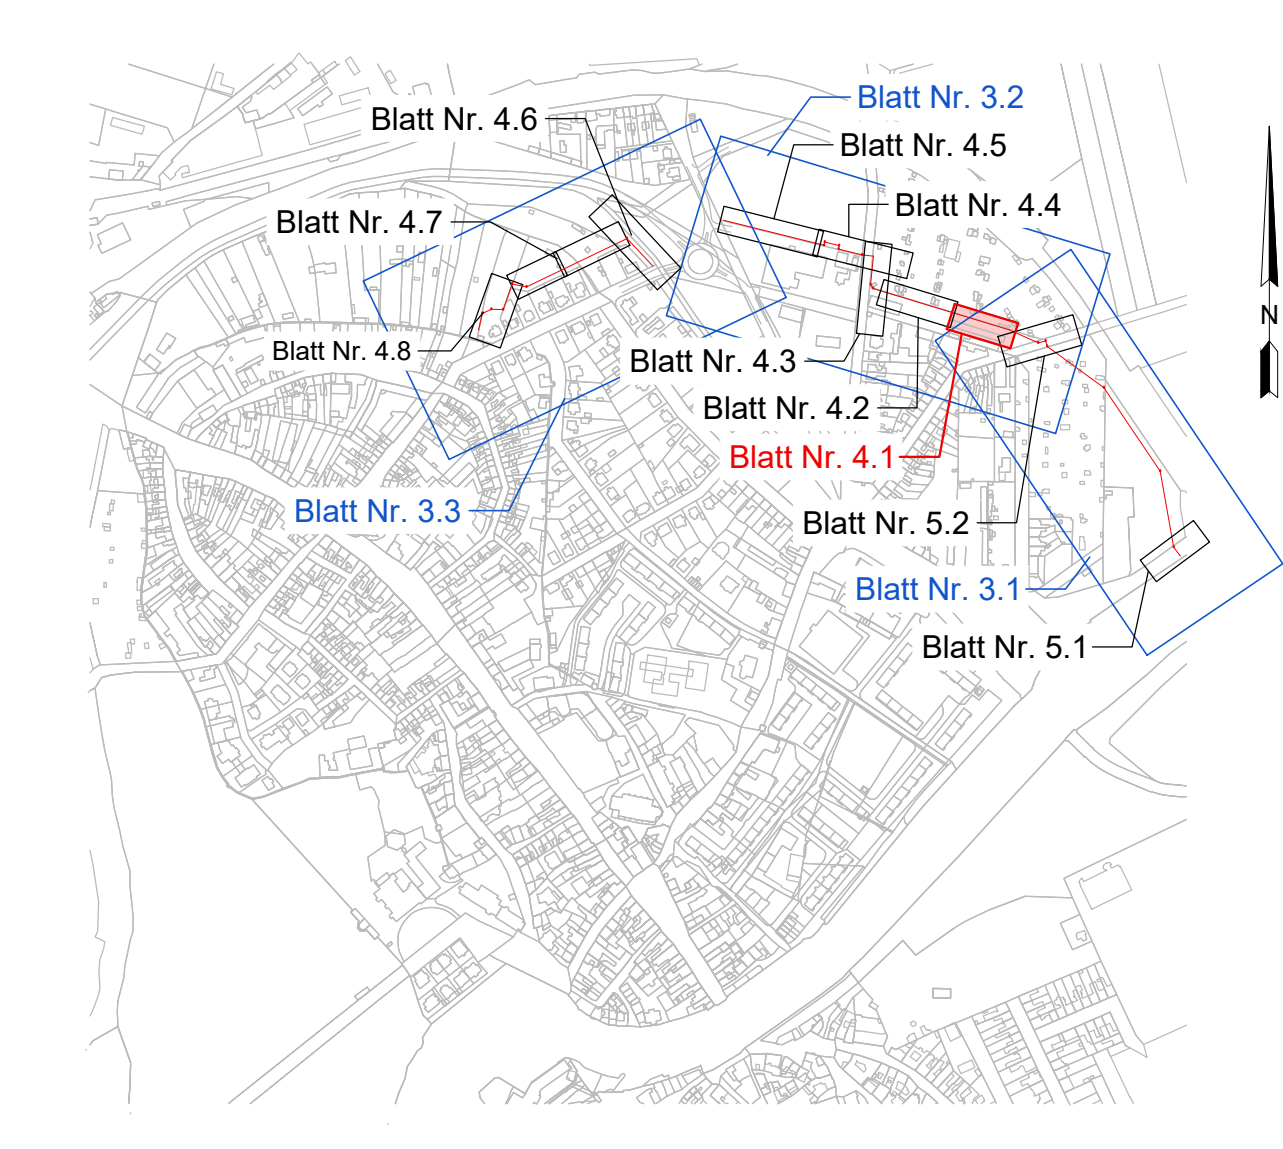 Blatt Nr. 3.2
Blatt Nr. 4.6
Blatt Nr. 4.5
Blatt Nr. 4.4
Blatt Nr. 4.7
N
Blatt Nr. 4.8
Blatt Nr. 4.3
Blatt Nr. 4.2
Blatt Nr. 4.1
Blatt Nr. 3.3
Blatt Nr. 5.2
Blatt Nr. 3.1
Blatt Nr. 5.1